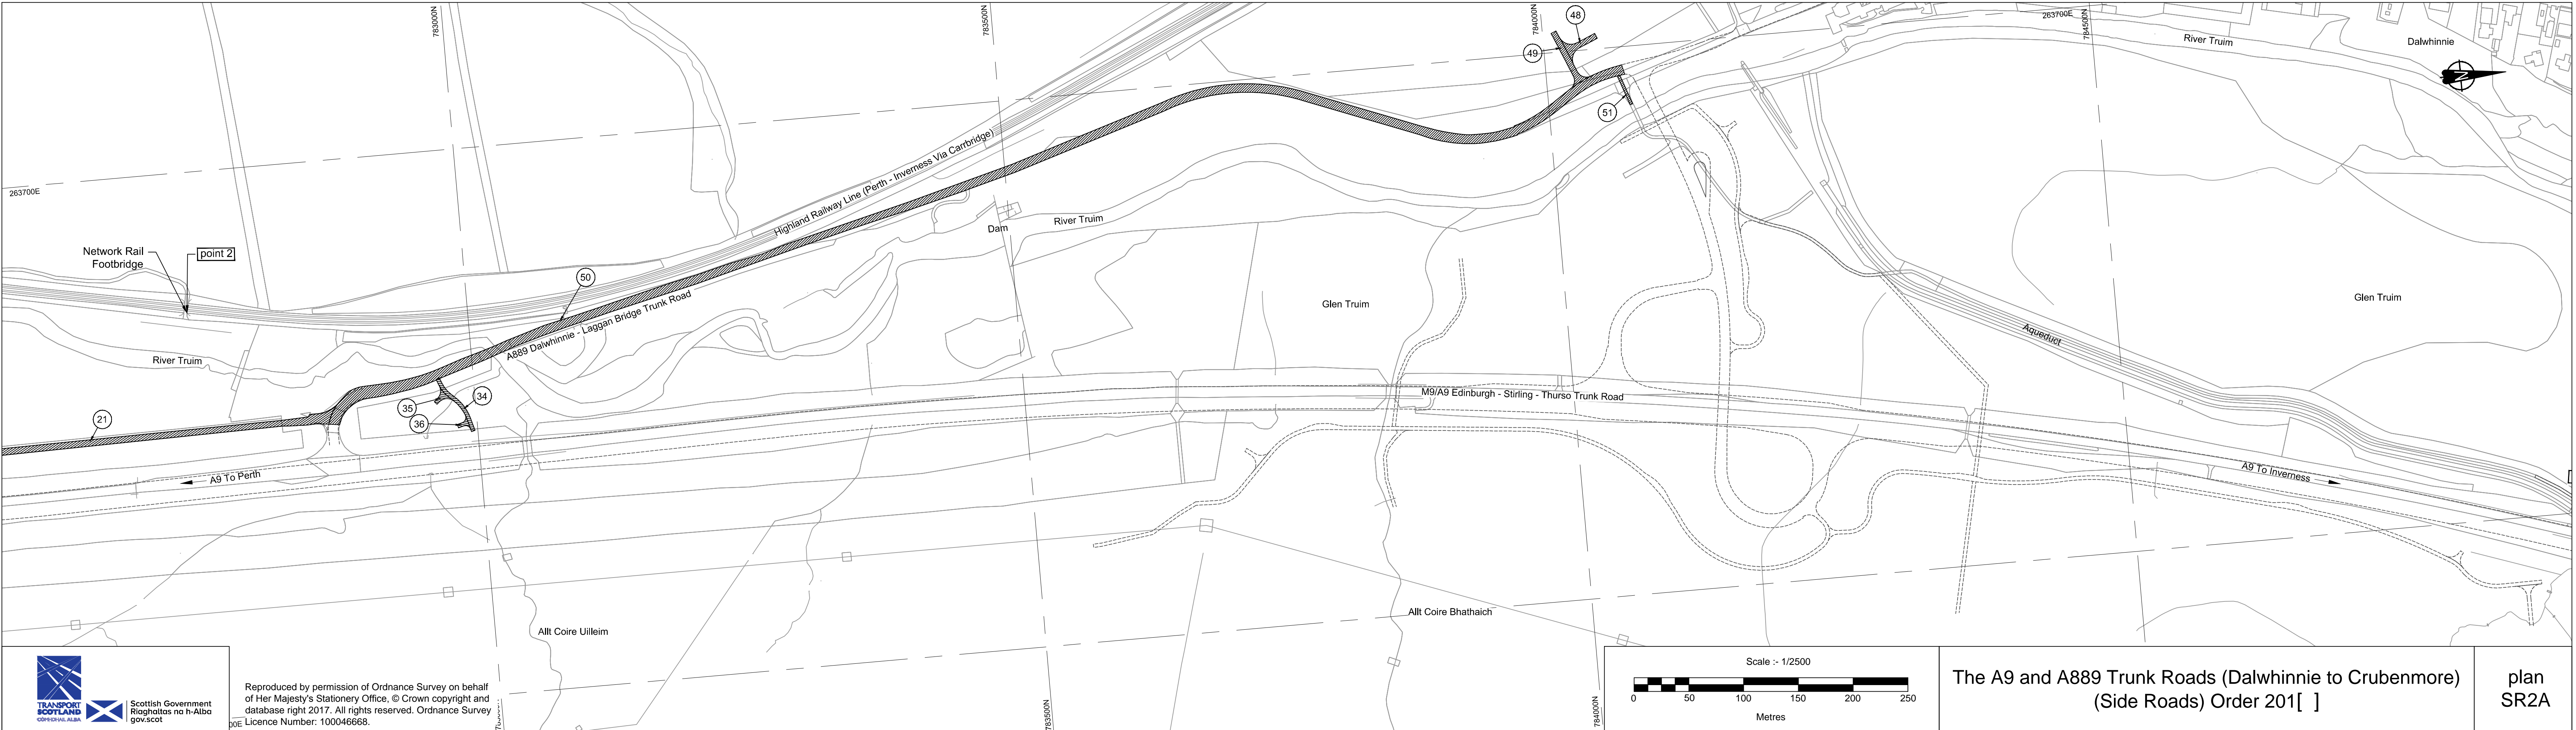 783000N
783500N
784000N
263700E
784500N
48
49
51
River Truim
Dalwhinnie
N
263700E
Highland Railway Line (Perth - Inverness Via Carrbridge)
Dam
River Truim
Network Rail
Footbridge
point 2
50
A889 Dalwhinnie - Laggan Bridge Trunk Road
Glen Truim
Glen Truim
River Truim
Aqueduct
21
35
34
36
M9/A9 Edinburgh - Stirling - Thurso Trunk Road
A9 To Perth
A9 To Inverness
Allt Coire Uilleim
Allt Coire Bhathaich
783500N
784000N
TRANSPORT
SCOTLAND
CÒMHDHAIL ALBA
Scottish Government
Riaghaltas na h-Alba
gov.scot
Reproduced by permission of Ordnance Survey on behalf
of Her Majesty's Stationery Office, © Crown copyright and
database right 2017. All rights reserved. Ordnance Survey
Licence Number: 100046668.
Scale :- 1/2500
0 50 100 150 200 250
Metres
The A9 and A889 Trunk Roads (Dalwhinnie to Crubenmore)
(Side Roads) Order 201[ ]
plan
SR2A